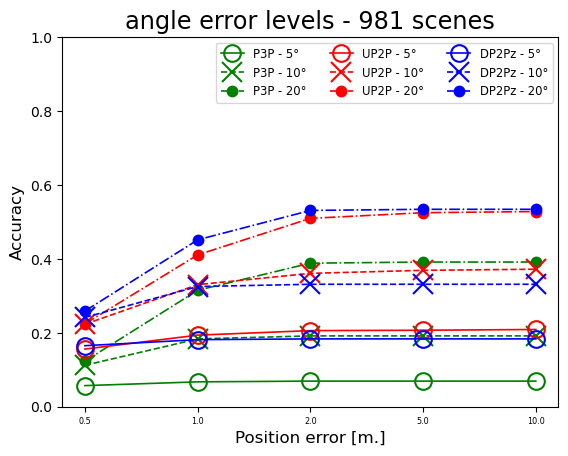 angle error levels - 981 scenes
P3P - 5° UP2P - 5° DP2Pz - 5°
P3P - 10° UP2P - 10° DP2Pz - 10°
P3P - 20° UP2P - 20° DP2Pz - 20°
1.0
0.8
0.6
0.4
0.2
0.0
Accuracy
0.5 1.0 2.0 5.0 10.0
Position error [m.]